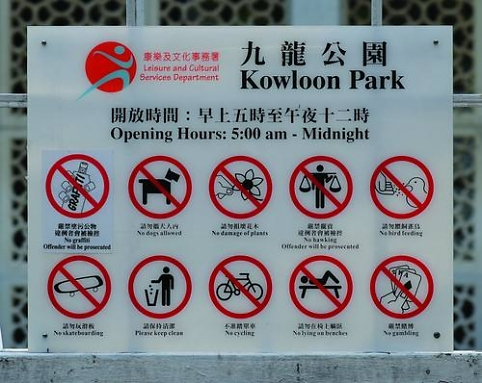 康樂及文化事務署
Leisure and Cultural
Services Department
九龍公園
Kowloon Park
開放時間：早上五時至午夜十二時
Opening Hours: 5:00 am - Midnight
GRAFFITI
嚴禁塗污公物
違例者會被檢控
No graffiti
Offender will be prosecuted
請勿攜犬入內
No dogs allowed
請勿損壞花木
No damage of plants
嚴禁販賣
違例者會被檢控
No hawking
Offender will be prosecuted
請勿餵飼雀鳥
No bird feeding
請勿玩滑板
No skateboarding
請保持清潔
Please keep clean
不准踏單車
No cycling
請勿在椅上躺臥
No lying on benches
嚴禁賭博
No gambling